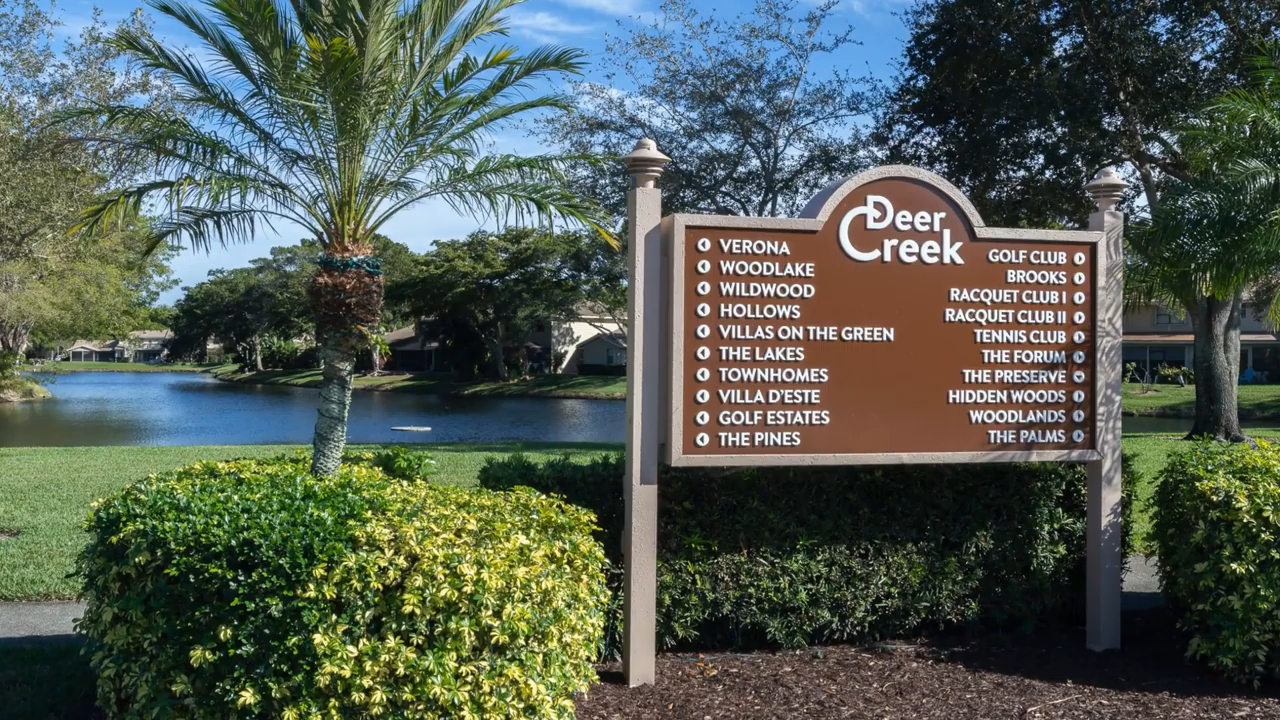 Deer
Creek
VERONA
WOODLAKE
WILDWOOD
HOLLOWS
VILLAS ON THE GREEN
THE LAKES
TOWNHOMES
VILLA D'ESTE
GOLF ESTATES
THE PINES
GOLF CLUB
BROOKS
RACQUET CLUB I
RACQUET CLUB II
TENNIS CLUB
THE FORUM
THE PRESERVE
HIDDEN WOODS
WOODLANDS
THE PALMS